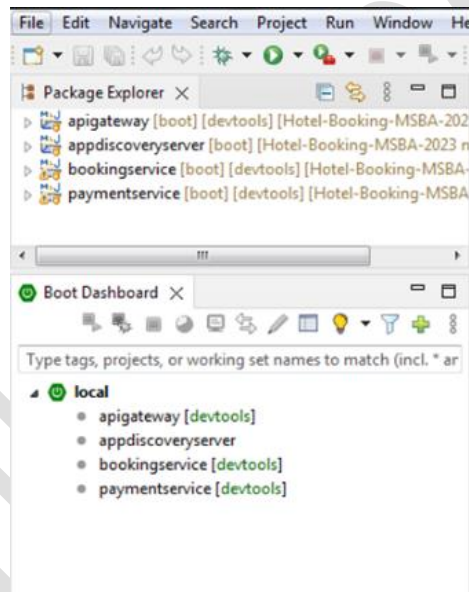 File Edit Navigate Search Project Run Window He
Package Explorer
apigateway [boot] [devtools] [Hotel-Booking-MSBA-202
appdiscoveryserver [boot] [Hotel-Booking-MSBA-2023 n
bookingservice [boot] [devtools] [Hotel-Booking-MSBA-
paymentservice [boot] [devtools] [Hotel-Booking-MSBA
Boot Dashboard
Type tags, projects, or working set names to match (incl. * ar
local
apigateway [devtools]
appdiscoveryserver
bookingservice [devtools]
paymentservice [devtools]